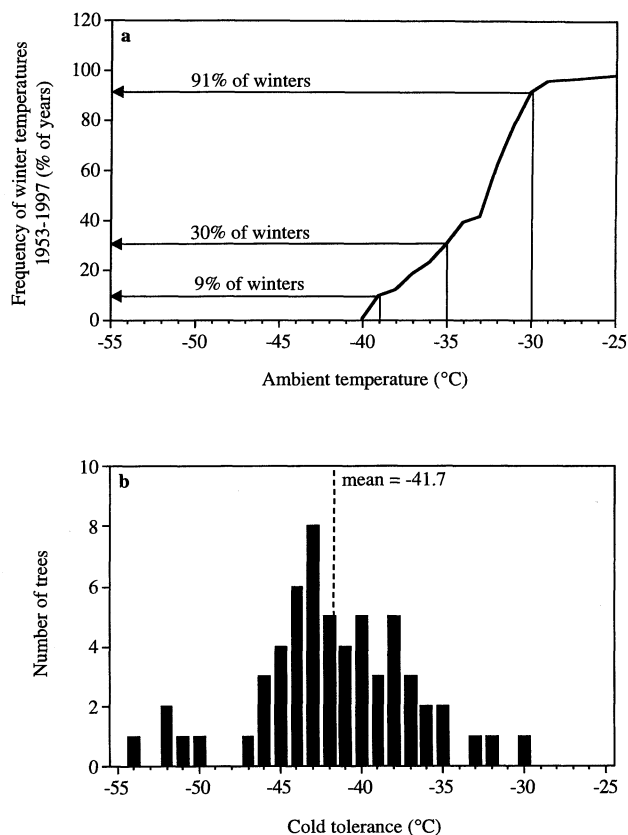 a
120
100
80
60
40
20
0
91% of winters
30% of winters
9% of winters
Frequency of winter temperatures
1953-1997 (% of years)
-55 -50 -45 -40 -35 -30 -25
Ambient temperature (°C)
b
mean = -41.7
10
8
6
4
2
0
Number of trees
-55 -50 -45 -40 -35 -30 -25
Cold tolerance (°C)